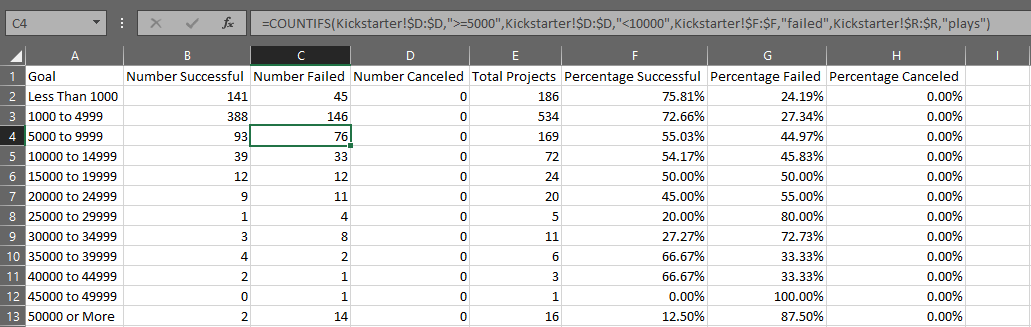 C4 fx =COUNTIFS(Kickstarter!$D:$D,">=5000",Kickstarter!$D:$D,"<10000",Kickstarter!$F:$F,"failed",Kickstarter!$R:$R,"plays")
A B C D E F G H I
1 Goal Number Successful Number Failed Number Canceled Total Projects Percentage Successful Percentage Failed Percentage Canceled
2 Less Than 1000 141 45 0 186 75.81% 24.19% 0.00%
3 1000 to 4999 388 146 0 534 72.66% 27.34% 0.00%
4 5000 to 9999 93 76 0 169 55.03% 44.97% 0.00%
5 10000 to 14999 39 33 0 72 54.17% 45.83% 0.00%
6 15000 to 19999 12 12 0 24 50.00% 50.00% 0.00%
7 20000 to 24999 9 11 0 20 45.00% 55.00% 0.00%
8 25000 to 29999 1 4 0 5 20.00% 80.00% 0.00%
9 30000 to 34999 3 8 0 11 27.27% 72.73% 0.00%
10 35000 to 39999 4 2 0 6 66.67% 33.33% 0.00%
11 40000 to 44999 2 1 0 3 66.67% 33.33% 0.00%
12 45000 to 49999 0 1 0 1 0.00% 100.00% 0.00%
13 50000 or More 2 14 0 16 12.50% 87.50% 0.00%